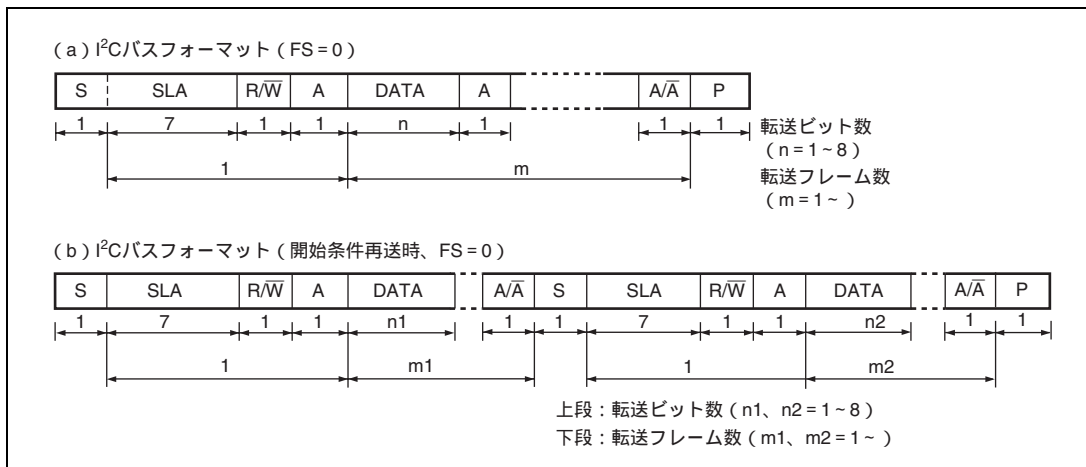 (a) I²Cバスフォーマット(FS=0)
S SLA R/W̅ A DATA A A/A̅ P
1 7 1 1 n 1 1 1
転送ビット数
(n=1~8)
1 m
転送フレーム数
(m=1~ )
(b) I²Cバスフォーマット(開始条件再送時、FS=0)
S SLA R/W̅ A DATA A/A̅ S SLA R/W̅ A DATA A/A̅ P
1 7 1 1 n1 1 1 7 1 1 n2 1 1
1 m1 1 m2
上段:転送ビット数(n1、n2=1~8)
下段:転送フレーム数(m1、m2=1~ )